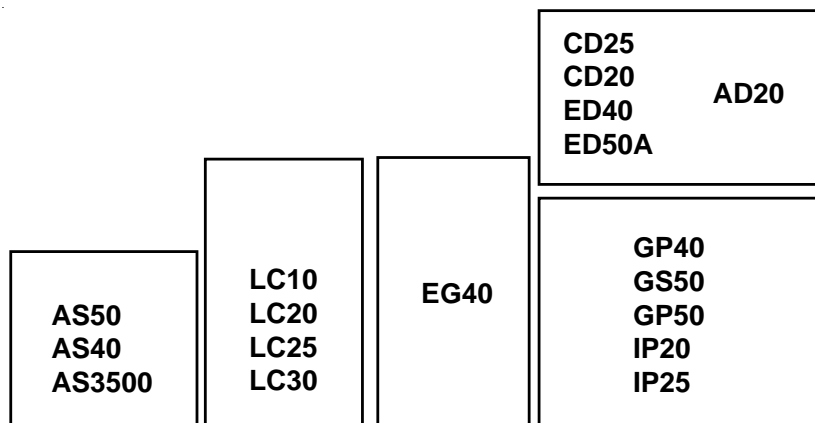 AS50
AS40
AS3500
LC10
LC20
LC25
LC30
EG40
CD25
CD20
ED40
ED50A
AD20
GP40
GS50
GP50
IP20
IP25